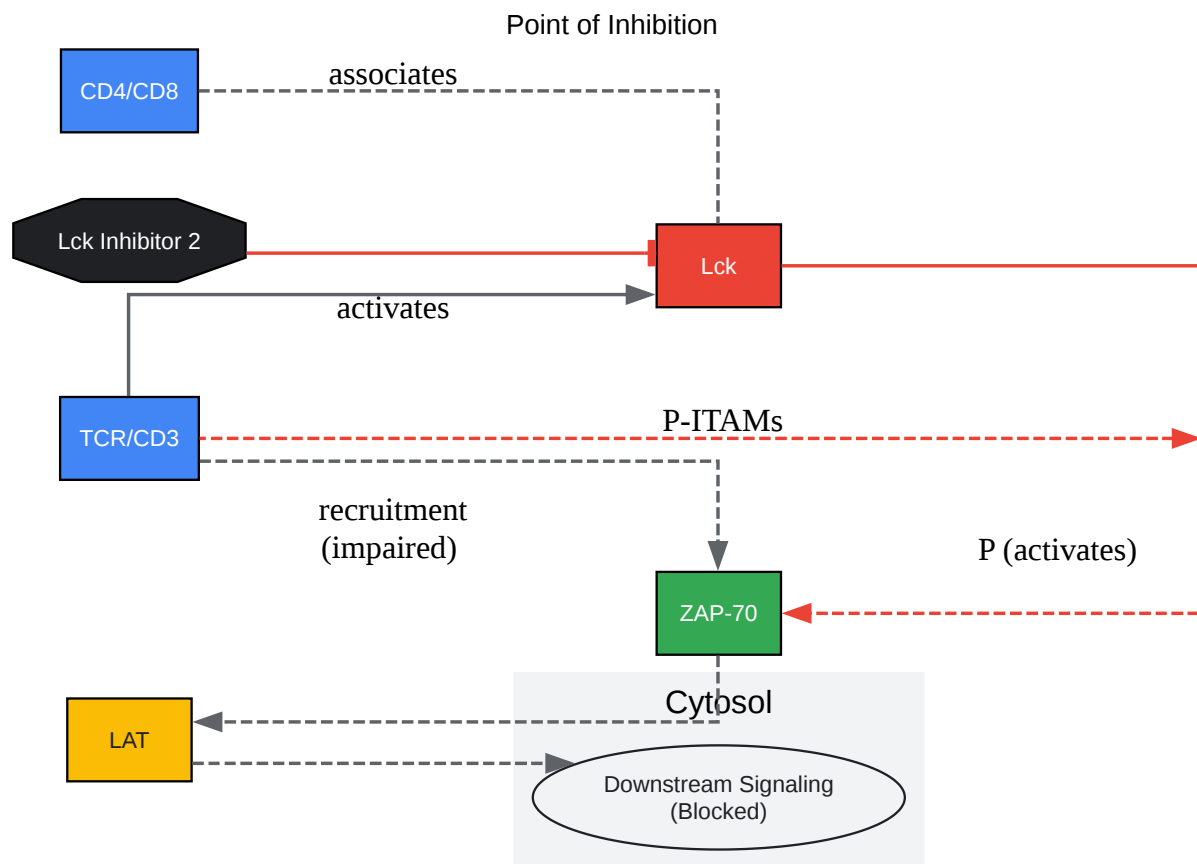 Point of Inhibition
associates
CD4/CD8
Lck Inhibitor 2
Lck
activates
TCR/CD3
P-ITAMs
recruitment
(impaired)
P (activates)
ZAP-70
Cytosol
LAT
Downstream Signaling
(Blocked)